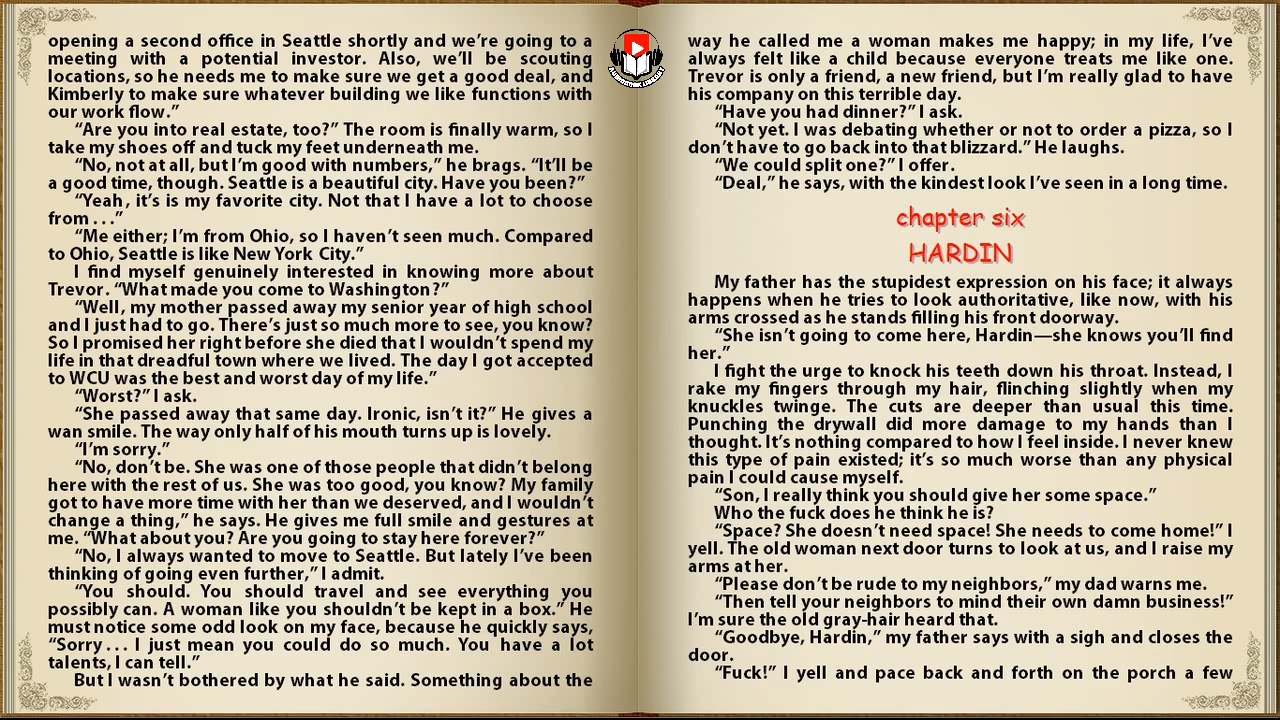 opening a second office in Seattle shortly and we’re going to a
meeting with a potential investor. Also, we’ll be scouting
locations, so he needs me to make sure we get a good deal, and
Kimberly to make sure whatever building we like functions with
our work flow.”
“Are you into real estate, too?” The room is finally warm, so I
take my shoes off and tuck my feet underneath me.
“No, not at all, but I’m good with numbers,” he brags. “It’ll be
a good time, though. Seattle is a beautiful city. Have you been?”
“Yeah, it’s is my favorite city. Not that I have a lot to choose
from . . .”
“Me either; I’m from Ohio, so I haven’t seen much. Compared
to Ohio, Seattle is like New York City.”
I find myself genuinely interested in knowing more about
Trevor. “What made you come to Washington?”
“Well, my mother passed away my senior year of high school
and I just had to go. There’s just so much more to see, you know?
So I promised her right before she died that I wouldn’t spend my
life in that dreadful town where we lived. The day I got accepted
to WCU was the best and worst day of my life.”
“Worst?” I ask.
“She passed away that same day. Ironic, isn’t it?” He gives a
wan smile. The way only half of his mouth turns up is lovely.
“I’m sorry.”
“No, don’t be. She was one of those people that didn’t belong
here with the rest of us. She was too good, you know? My family
got to have more time with her than we deserved, and I wouldn’t
change a thing,” he says. He gives me full smile and gestures at
me. “What about you? Are you going to stay here forever?”
“No, I always wanted to move to Seattle. But lately I’ve been
thinking of going even further,” I admit.
“You should. You should travel and see everything you
possibly can. A woman like you shouldn’t be kept in a box.” He
must notice some odd look on my face, because he quickly says,
“Sorry . . . I just mean you could do so much. You have a lot
talents, I can tell.”
But I wasn’t bothered by what he said. Something about the
way he called me a woman makes me happy; in my life, I’ve
always felt like a child because everyone treats me like one.
Trevor is only a friend, a new friend, but I’m really glad to have
his company on this terrible day.
“Have you had dinner?” I ask.
“Not yet. I was debating whether or not to order a pizza, so I
don’t have to go back into that blizzard.” He laughs.
“We could split one?” I offer.
“Deal,” he says, with the kindest look I’ve seen in a long time.
chapter six
HARDIN
My father has the stupidest expression on his face; it always
happens when he tries to look authoritative, like now, with his
arms crossed as he stands filling his front doorway.
“She isn’t going to come here, Hardin—she knows you’ll find
her.”
I fight the urge to knock his teeth down his throat. Instead, I
rake my fingers through my hair, flinching slightly when my
knuckles twinge. The cuts are deeper than usual this time.
Punching the drywall did more damage to my hands than I
thought. It’s nothing compared to how I feel inside. I never knew
this type of pain existed; it’s so much worse than any physical
pain I could cause myself.
“Son, I really think you should give her some space.”
Who the fuck does he think he is?
“Space? She doesn’t need space! She needs to come home!” I
yell. The old woman next door turns to look at us, and I raise my
arms at her.
“Please don’t be rude to my neighbors,” my dad warns me.
“Then tell your neighbors to mind their own damn business!”
I’m sure the old gray-hair heard that.
“Goodbye, Hardin,” my father says with a sigh and closes the
door.
“Fuck!” I yell and pace back and forth on the porch a few